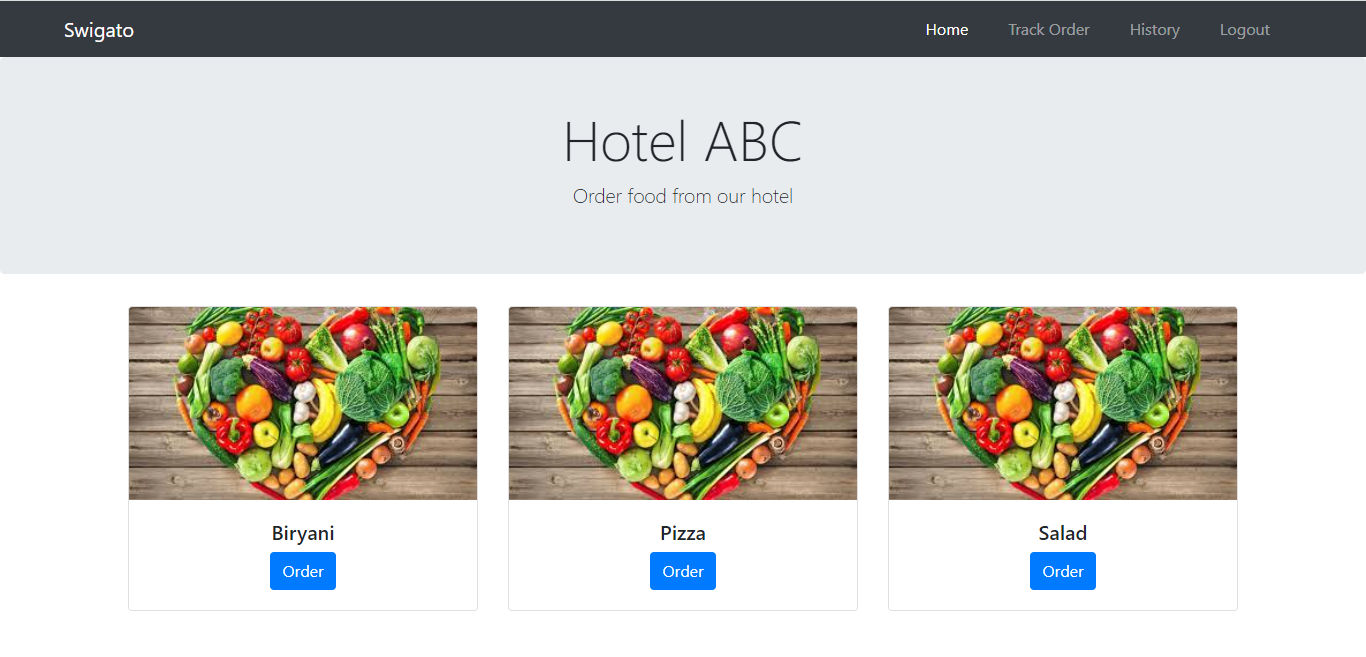 Swigato Home Track Order History Logout
Hotel ABC
Order food from our hotel
Biryani Pizza Salad
Order Order Order